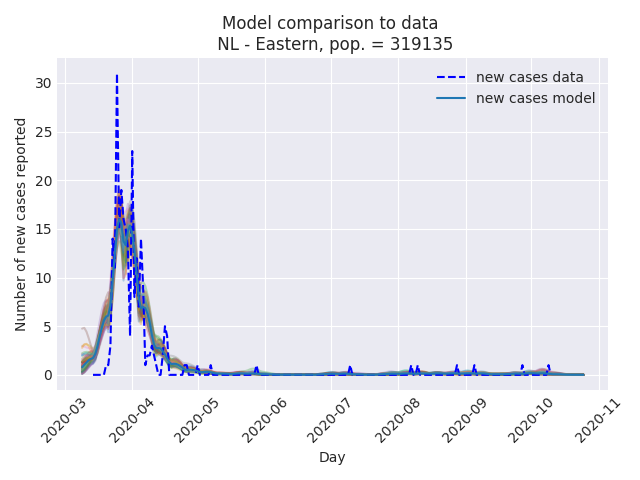 Model comparison to data
NL - Eastern, pop. = 319135
new cases data
new cases model
Number of new cases reported
30
25
20
15
10
5
0
2020-03
2020-04
2020-05
2020-06
2020-07
2020-08
2020-09
2020-10
2020-11
Day